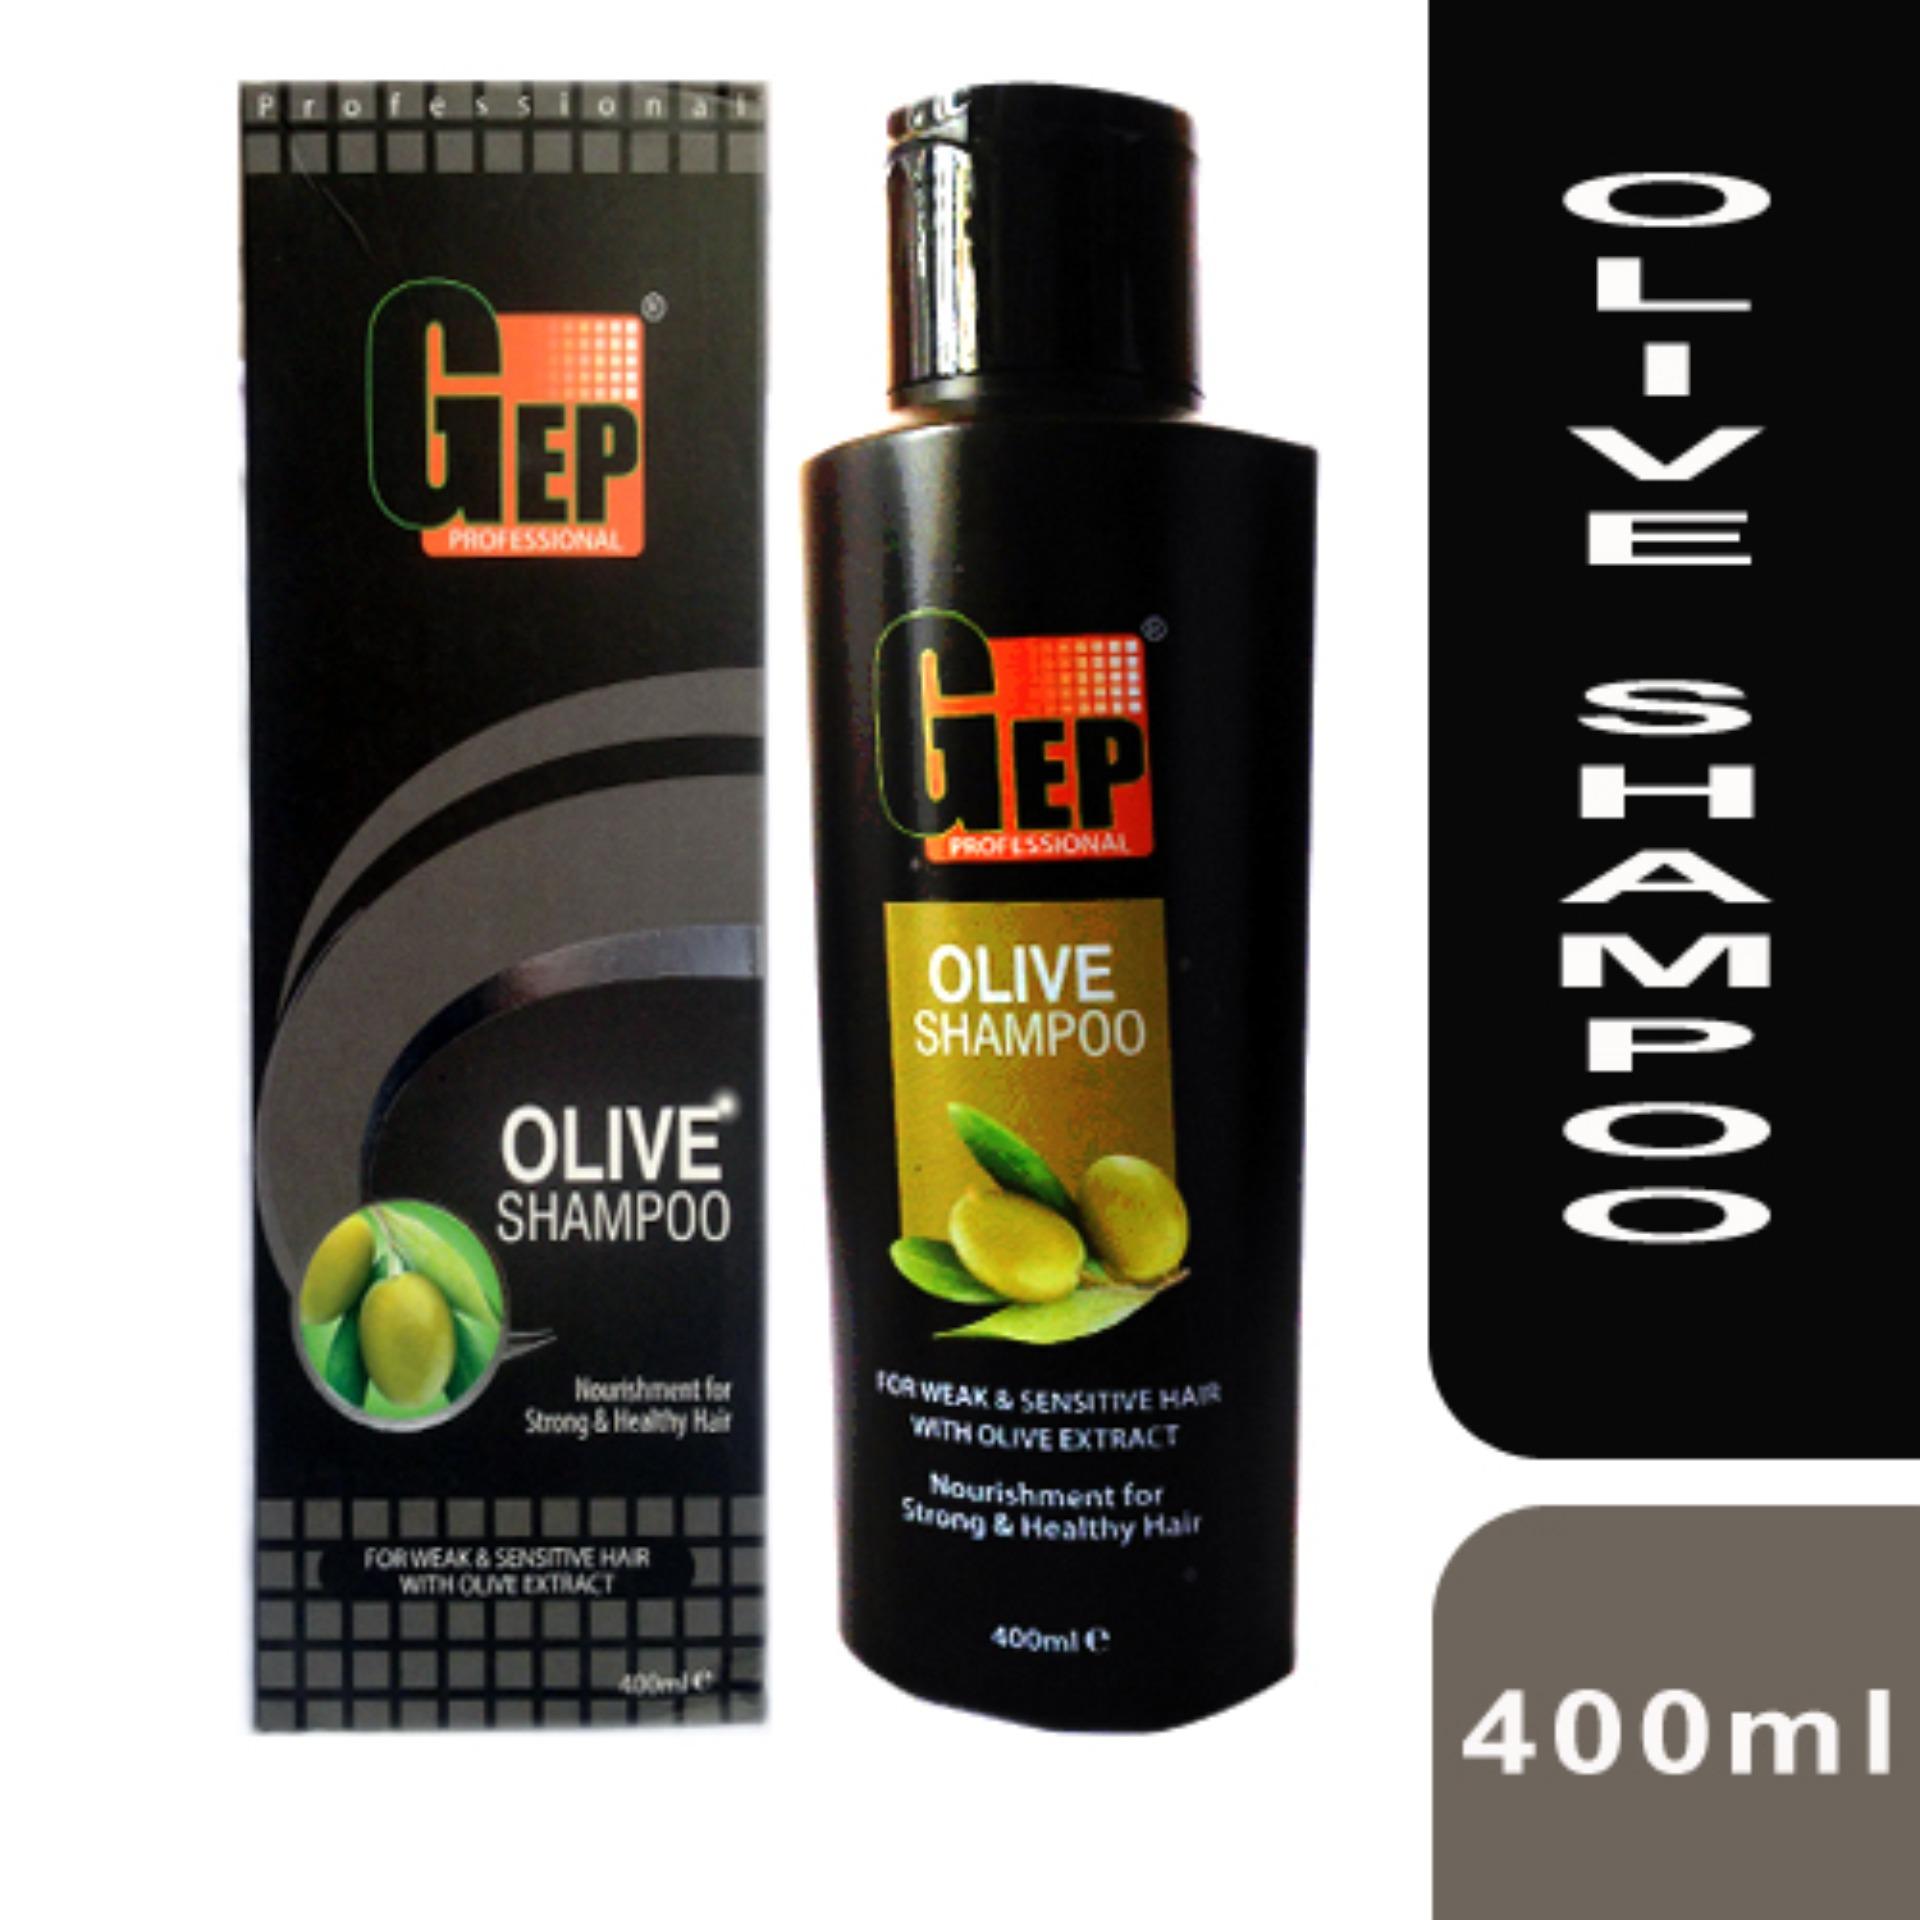 Professional
GEP
®
PROFESSIONAL
OLIVE
SHAMPOO
Nourishment for
Strong & Healthy Hair
FOR WEAK & SENSITIVE HAIR
WITH OLIVE EXTRACT
400ml ℮
GEP
®
PROFESSIONAL
OLIVE
SHAMPOO
FOR WEAK & SENSITIVE HAIR
WITH OLIVE EXTRACT
Nourishment for
Strong & Healthy Hair
400ml ℮
OLIVE SHAMPOO
400ml